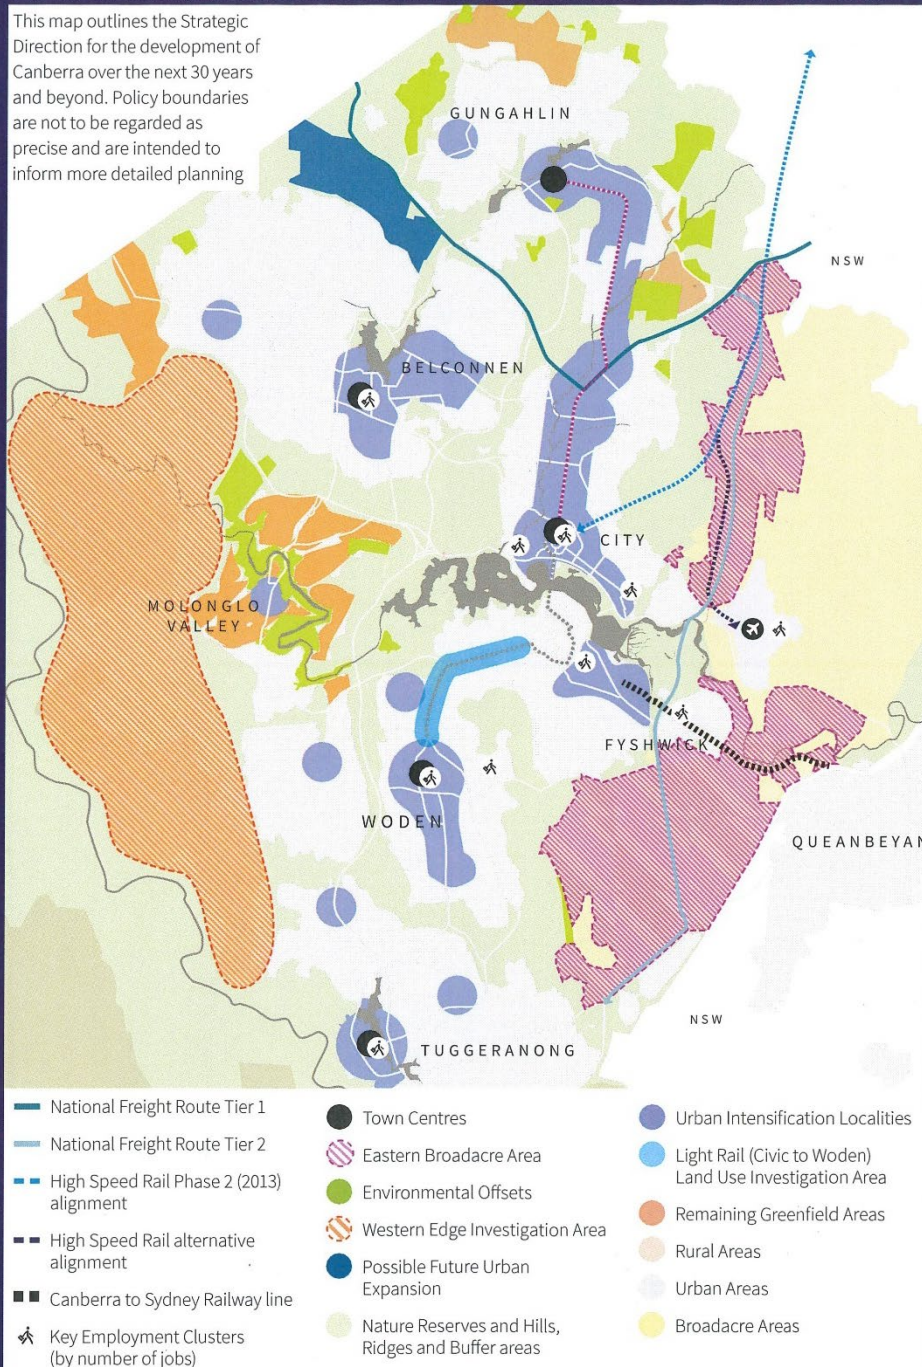 This map outlines the Strategic
Direction for the development of
Canberra over the next 30 years
and beyond. Policy boundaries
are not to be regarded as
precise and are intended to
inform more detailed planning
GUNGAHLIN
NSW
BELCONNEN
CITY
MOLONGLO
VALLEY
FYSHWICK
WODEN
QUEANBEYAN
NSW
TUGGERANONG
National Freight Route Tier 1
National Freight Route Tier 2
High Speed Rail Phase 2 (2013)
alignment
High Speed Rail alternative
alignment
Canberra to Sydney Railway line
Key Employment Clusters
(by number of jobs)
Town Centres
Eastern Broadacre Area
Environmental Offsets
Western Edge Investigation Area
Possible Future Urban
Expansion
Nature Reserves and Hills,
Ridges and Buffer areas
Urban Intensification Localities
Light Rail (Civic to Woden)
Land Use Investigation Area
Remaining Greenfield Areas
Rural Areas
Urban Areas
Broadacre Areas